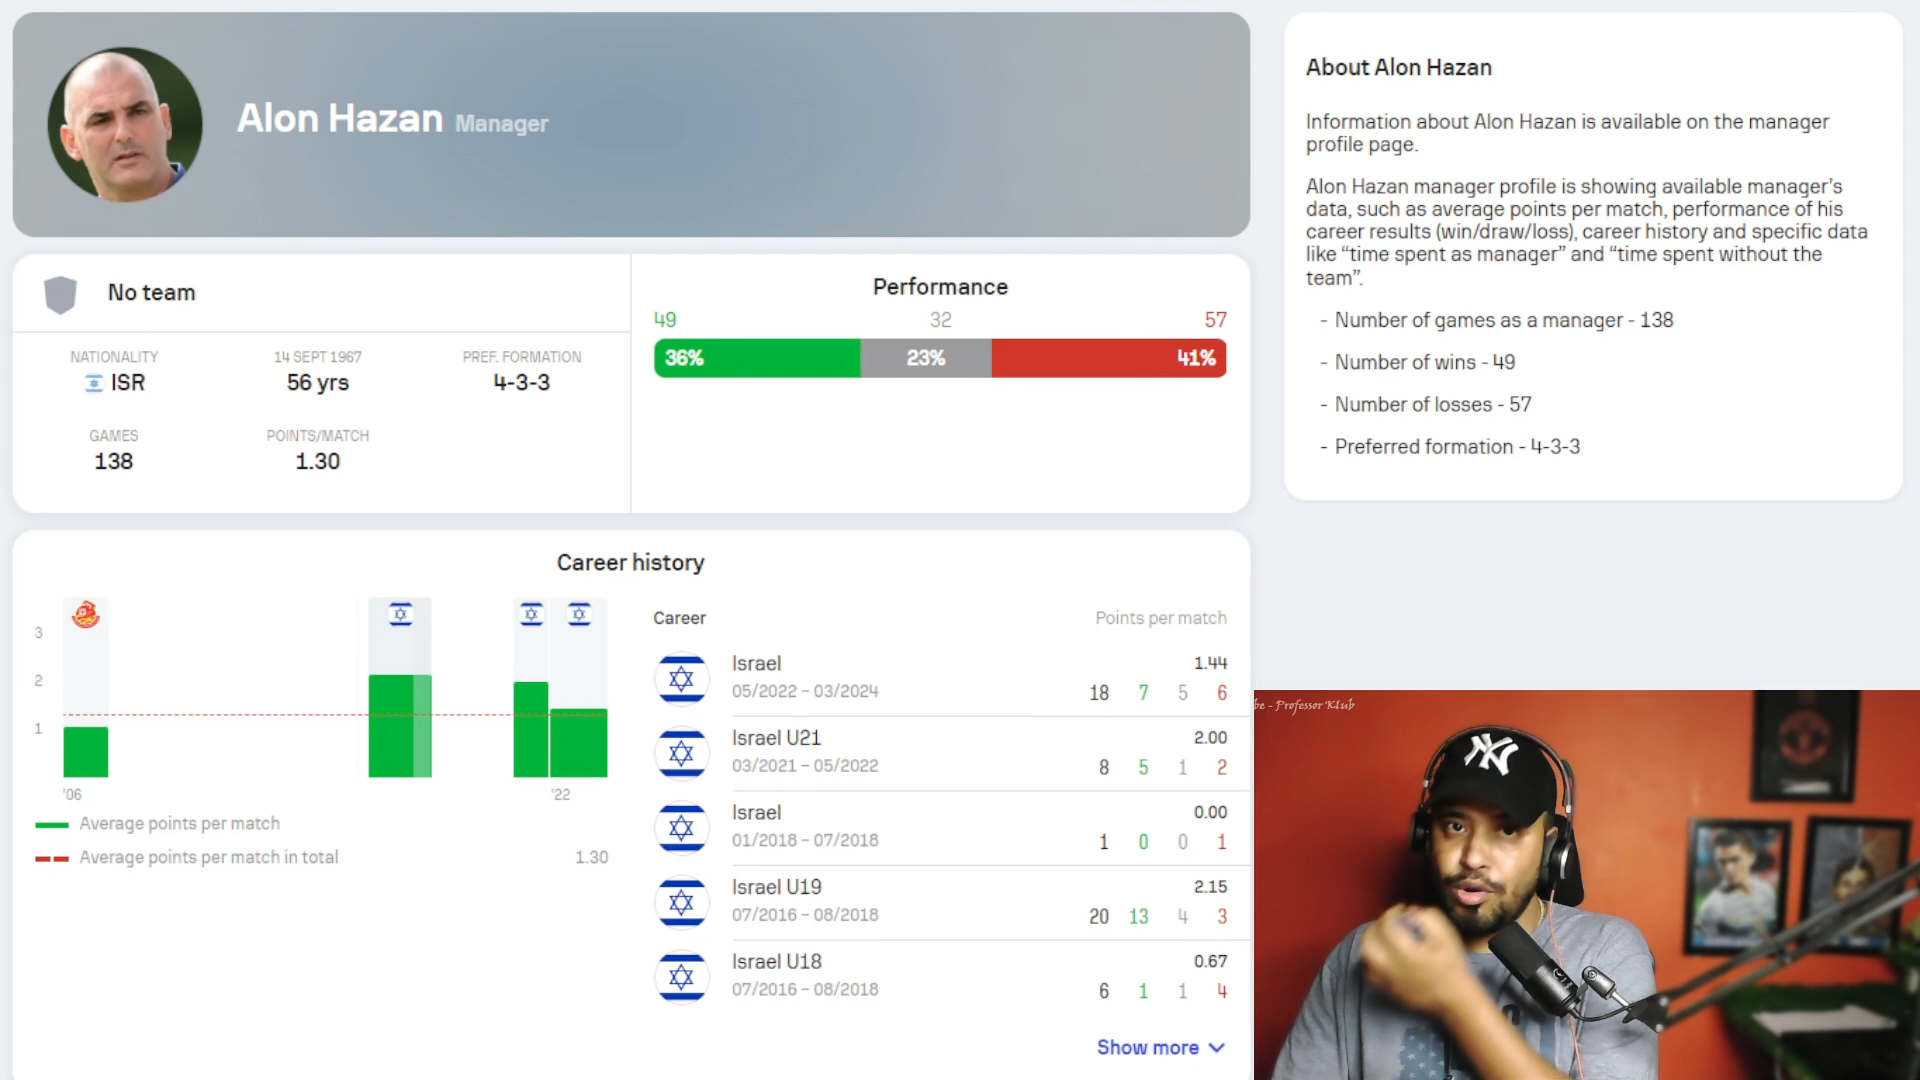 Alon Hazan Manager
No team
NATIONALITY
ISR
14 SEPT 1967
56 yrs
PREF. FORMATION
4-3-3
GAMES
138
POINTS/MATCH
1.30
Performance
49 32 57
36% 23% 41%
About Alon Hazan
Information about Alon Hazan is available on the manager
profile page.
Alon Hazan manager profile is showing available manager's
data, such as average points per match, performance of his
career results (win/draw/loss), career history and specific data
like “time spent as manager” and “time spent without the
team”.
- Number of games as a manager - 138
- Number of wins - 49
- Number of losses - 57
- Preferred formation - 4-3-3
Career history
3
2
1
'06 '22
Average points per match
Average points per match in total 1.30
Career Points per match
Israel 1.44
05/2022 - 03/2024 18 7 5 6
Israel U21 2.00
03/2021 - 05/2022 8 5 1 2
Israel 0.00
01/2018 - 07/2018 1 0 0 1
Israel U19 2.15
07/2016 - 08/2018 20 13 4 3
Israel U18 0.67
07/2016 - 08/2018 6 1 1 4
Show more
be - Professor Klub
NY